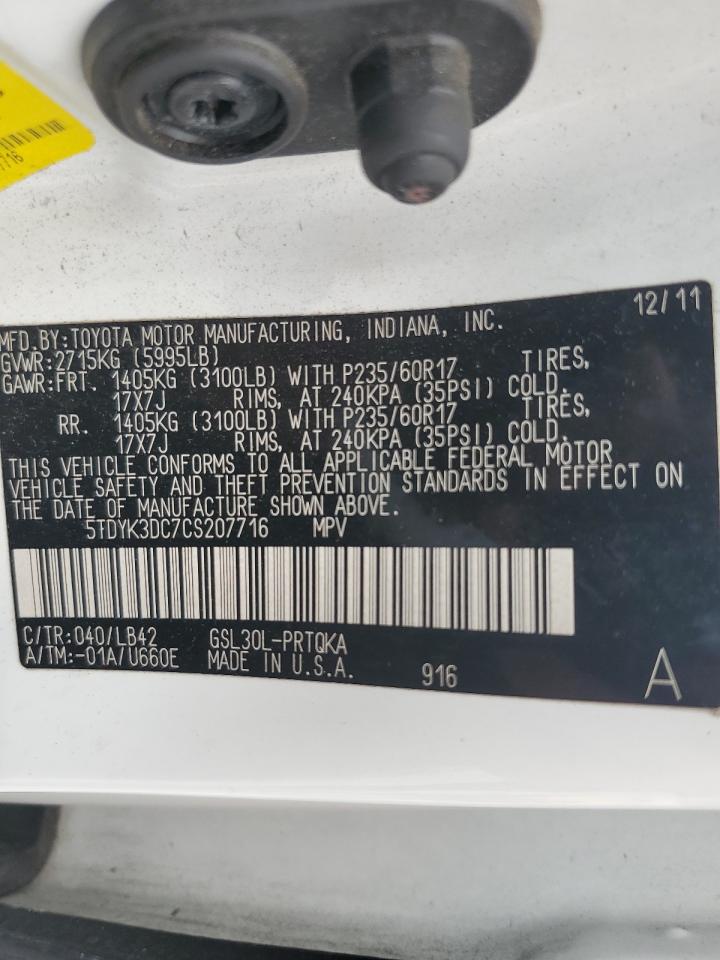 7716
12/11
MFD.BY:TOYOTA MOTOR MANUFACTURING, INDIANA, INC.
GVWR:2715KG (5995LB)
GAWR:FRT. 1405KG (3100LB) WITH P235/60R17 TIRES,
17X7J RIMS, AT 240KPA (35PSI) COLD.
RR. 1405KG (3100LB) WITH P235/60R17 TIRES,
17X7J RIMS, AT 240KPA (35PSI) COLD.
THIS VEHICLE CONFORMS TO ALL APPLICABLE FEDERAL MOTOR
VEHICLE SAFETY AND THEFT PREVENTION STANDARDS IN EFFECT ON
THE DATE OF MANUFACTURE SHOWN ABOVE.
5TDYK3DC7CS207716 MPV
C/TR:040/LB42 GSL30L-PRTQKA
A/TM:-01A/U660E MADE IN U.S.A. 916 A